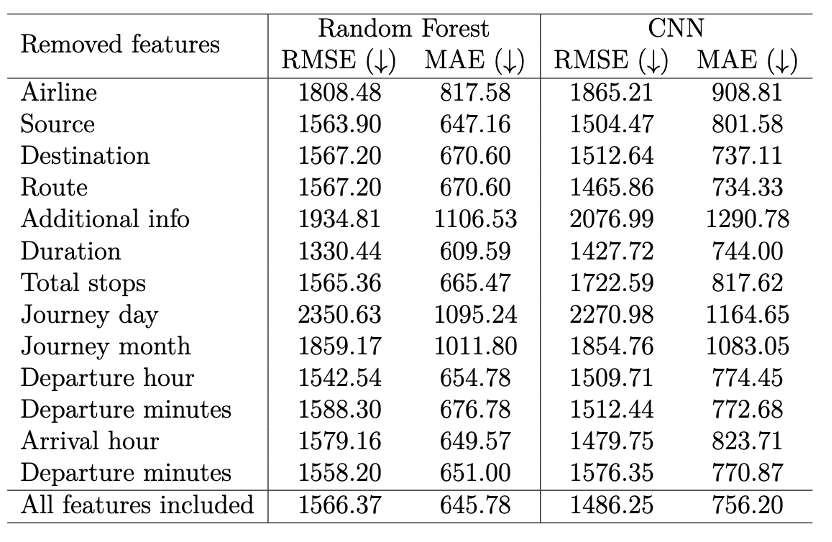 Removed features Random Forest CNN
RMSE (↓) MAE (↓) RMSE (↓) MAE (↓)
Airline 1808.48 817.58 1865.21 908.81
Source 1563.90 647.16 1504.47 801.58
Destination 1567.20 670.60 1512.64 737.11
Route 1567.20 670.60 1465.86 734.33
Additional info 1934.81 1106.53 2076.99 1290.78
Duration 1330.44 609.59 1427.72 744.00
Total stops 1565.36 665.47 1722.59 817.62
Journey day 2350.63 1095.24 2270.98 1164.65
Journey month 1859.17 1011.80 1854.76 1083.05
Departure hour 1542.54 654.78 1509.71 774.45
Departure minutes 1588.30 676.78 1512.44 772.68
Arrival hour 1579.16 649.57 1479.75 823.71
Departure minutes 1558.20 651.00 1576.35 770.87
All features included 1566.37 645.78 1486.25 756.20